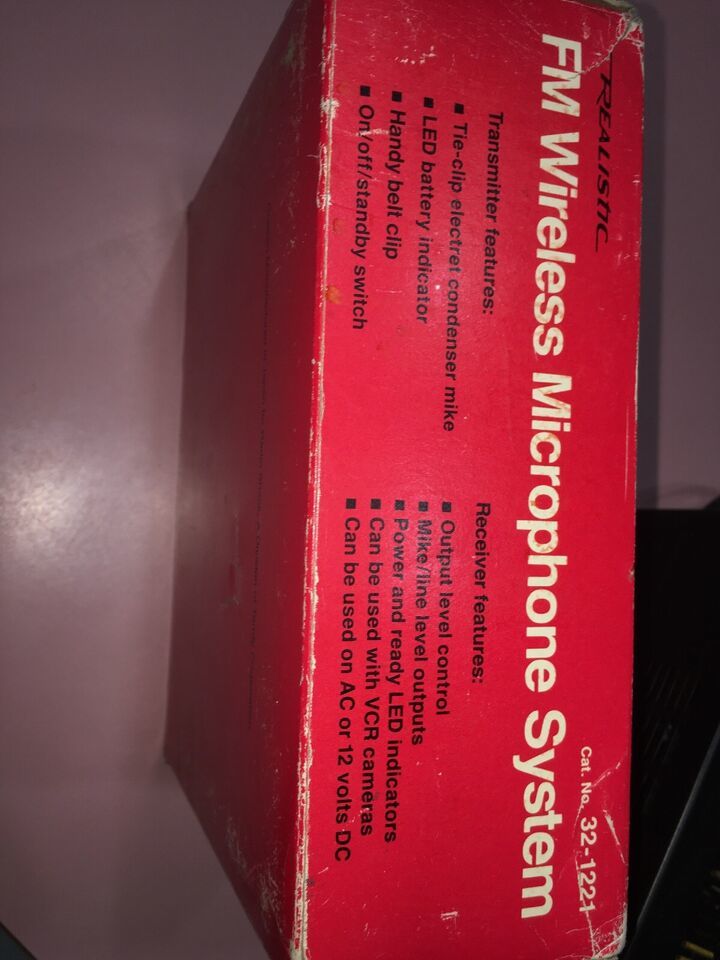 REALISTIC
Cat. No. 32-1221
FM Wireless Microphone System
Transmitter features:
■ Tie-clip electret condenser mike
■ LED battery indicator
■ Handy belt clip
■ On/off/standby switch
Receiver features:
■ Output level control
■ Mike/line level outputs
■ Power and ready LED indicators
■ Can be used with VCR cameras
■ Can be used on AC or 12 volts DC